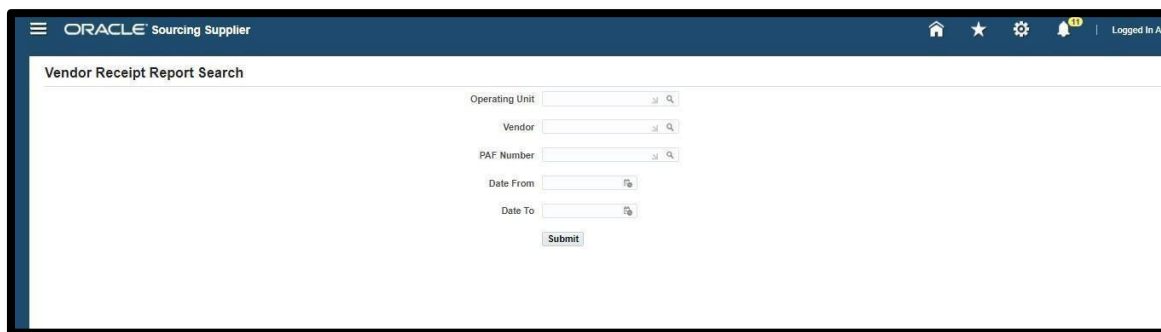 ORACLE Sourcing Supplier
11
Logged In A
Vendor Receipt Report Search
Operating Unit
Vendor
PAF Number
Date From
Date To
Submit